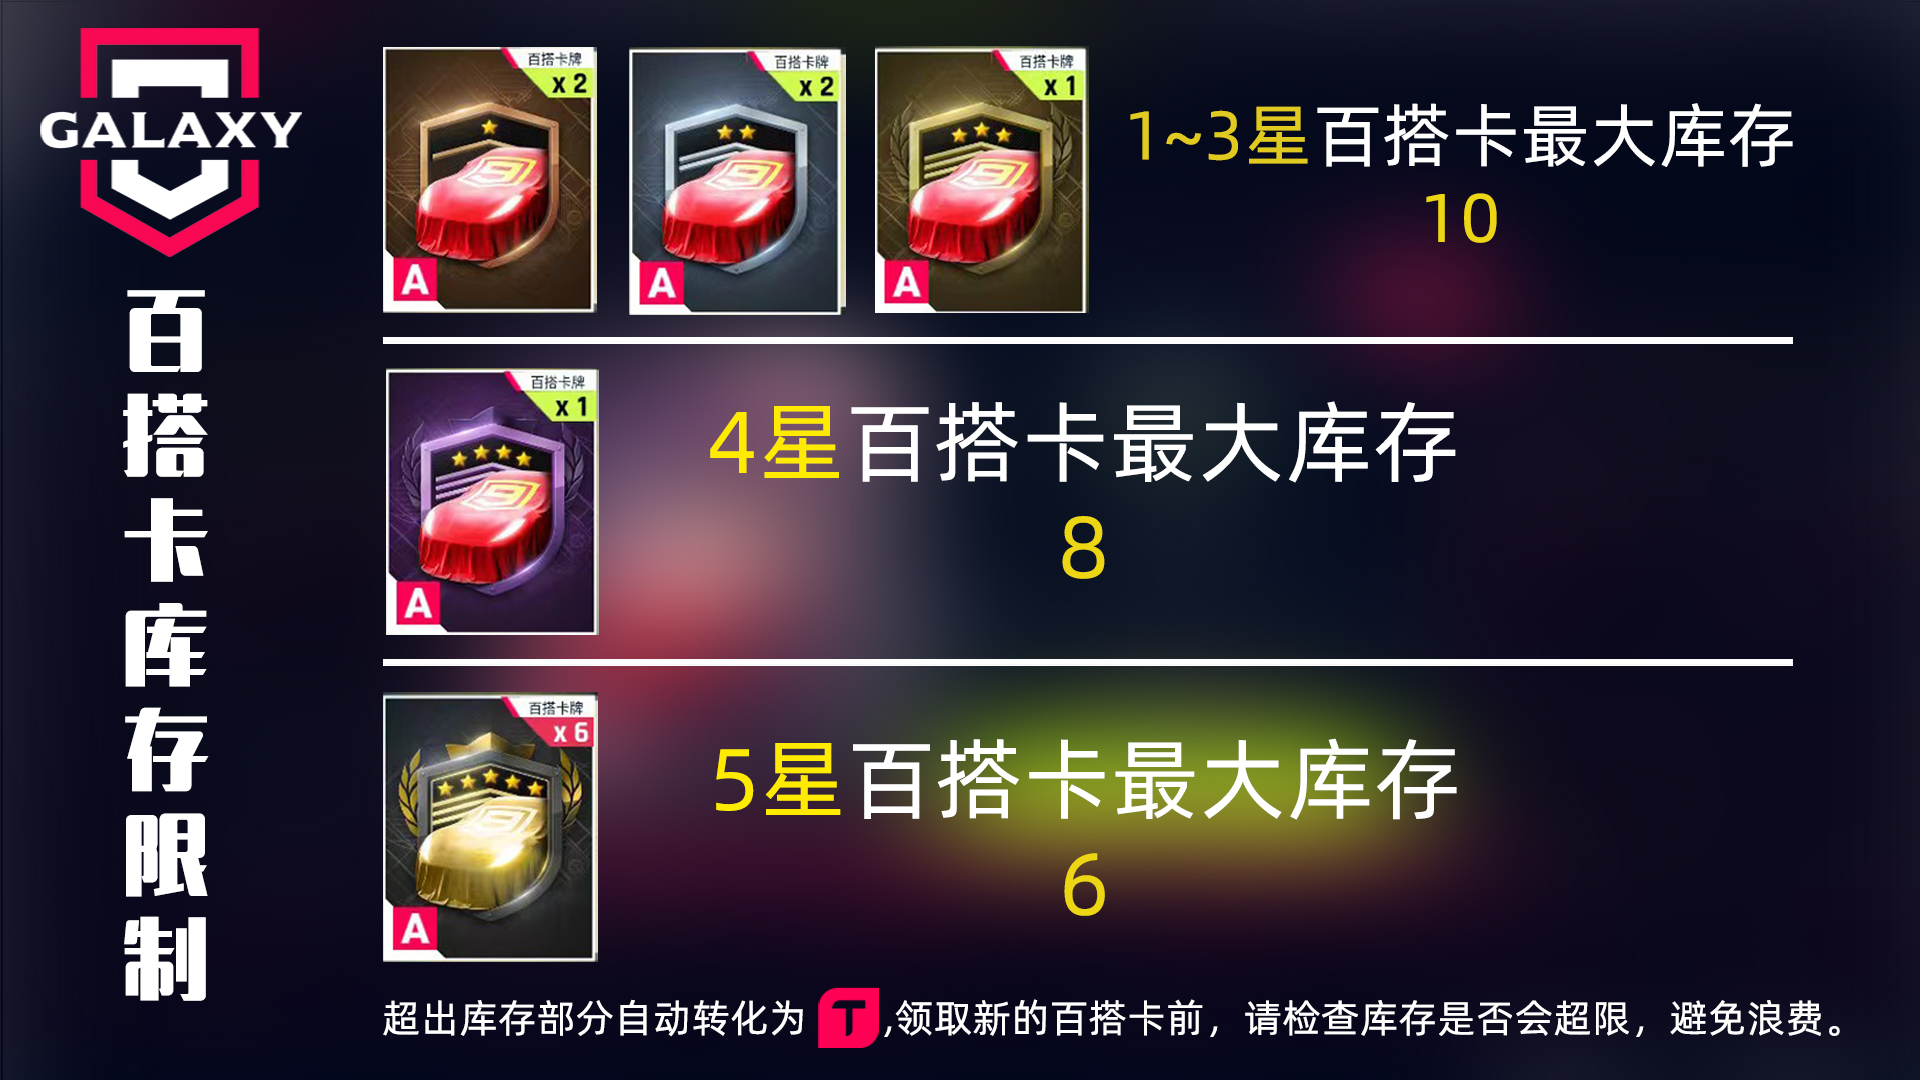 GALAXY
百搭卡库存限制
百搭卡牌
x 2
A
百搭卡牌
x 2
A
百搭卡牌
x 1
A
1~3星百搭卡最大库存
10
百搭卡牌
x 1
A
4星百搭卡最大库存
8
百搭卡牌
x 6
A
5星百搭卡最大库存
6
超出库存部分自动转化为 T ,领取新的百搭卡前，请检查库存是否会超限，避免浪费。